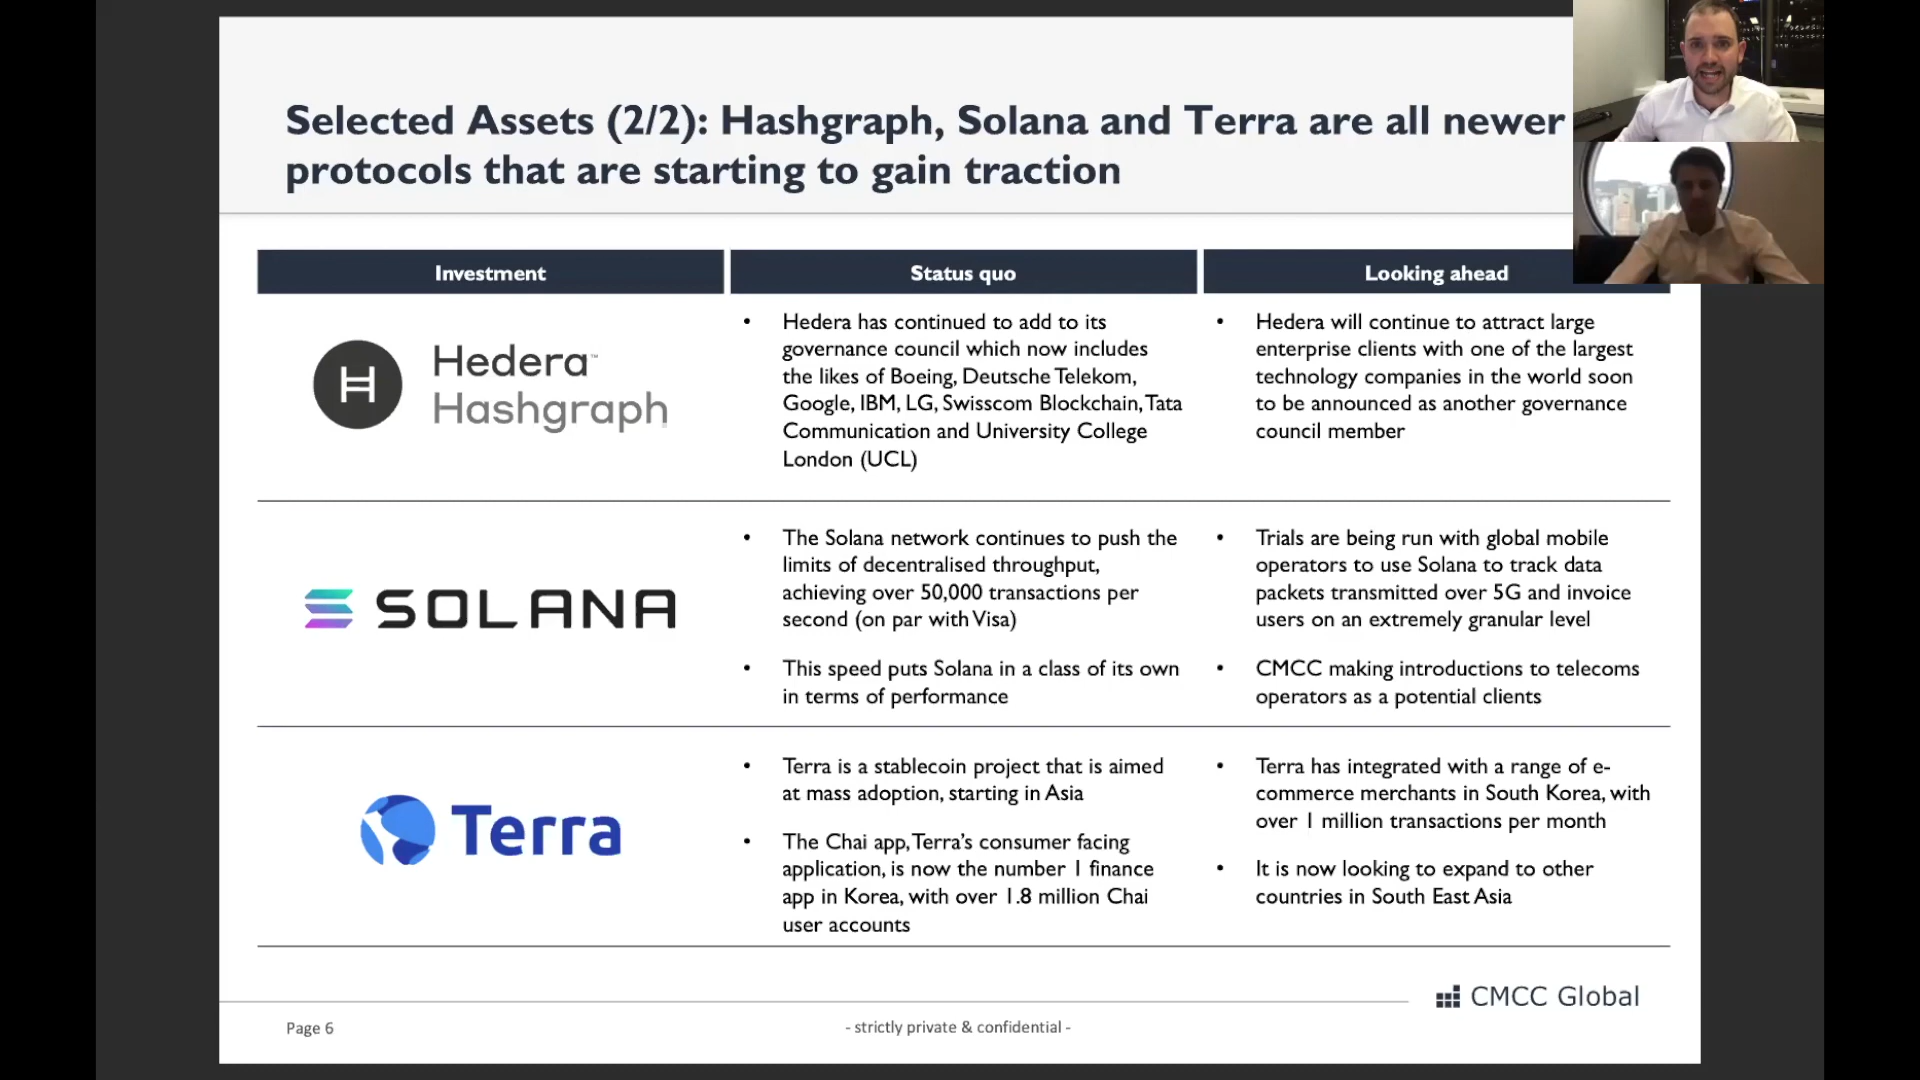 Selected Assets (2/2): Hashgraph, Solana and Terra are all newer
protocols that are starting to gain traction
Investment
Status quo
Looking ahead
Hedera™
Hashgraph
• Hedera has continued to add to its
governance council which now includes
the likes of Boeing, Deutsche Telekom,
Google, IBM, LG, Swisscom Blockchain, Tata
Communication and University College
London (UCL)
• Hedera will continue to attract large
enterprise clients with one of the largest
technology companies in the world soon
to be announced as another governance
council member
SOLANA
• The Solana network continues to push the
limits of decentralised throughput,
achieving over 50,000 transactions per
second (on par with Visa)
• This speed puts Solana in a class of its own
in terms of performance
• Trials are being run with global mobile
operators to use Solana to track data
packets transmitted over 5G and invoice
users on an extremely granular level
• CMCC making introductions to telecoms
operators as a potential clients
Terra
• Terra is a stablecoin project that is aimed
at mass adoption, starting in Asia
• The Chai app, Terra's consumer facing
application, is now the number 1 finance
app in Korea, with over 1.8 million Chai
user accounts
• Terra has integrated with a range of e-
commerce merchants in South Korea, with
over 1 million transactions per month
• It is now looking to expand to other
countries in South East Asia
CMCC Global
Page 6
- strictly private & confidential -